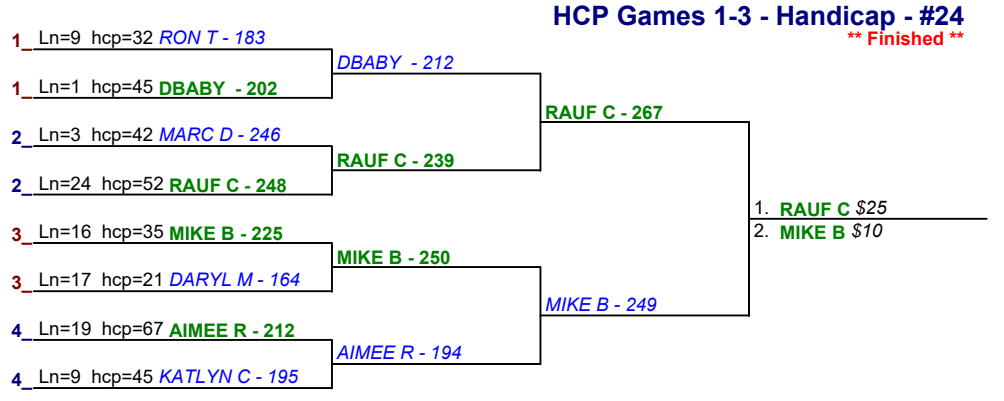 HCP Games 1-3 - Handicap - #24
** Finished **
1_ Ln=9 hcp=32 RON T - 183
DBABY - 212
1_ Ln=1 hcp=45 DBABY - 202
RAUF C - 267
2_ Ln=3 hcp=42 MARC D - 246
RAUF C - 239
2_ Ln=24 hcp=52 RAUF C - 248
1. RAUF C $25
2. MIKE B $10
3_ Ln=16 hcp=35 MIKE B - 225
MIKE B - 250
3_ Ln=17 hcp=21 DARYL M - 164
MIKE B - 249
4_ Ln=19 hcp=67 AIMEE R - 212
AIMEE R - 194
4_ Ln=9 hcp=45 KATLYN C - 195